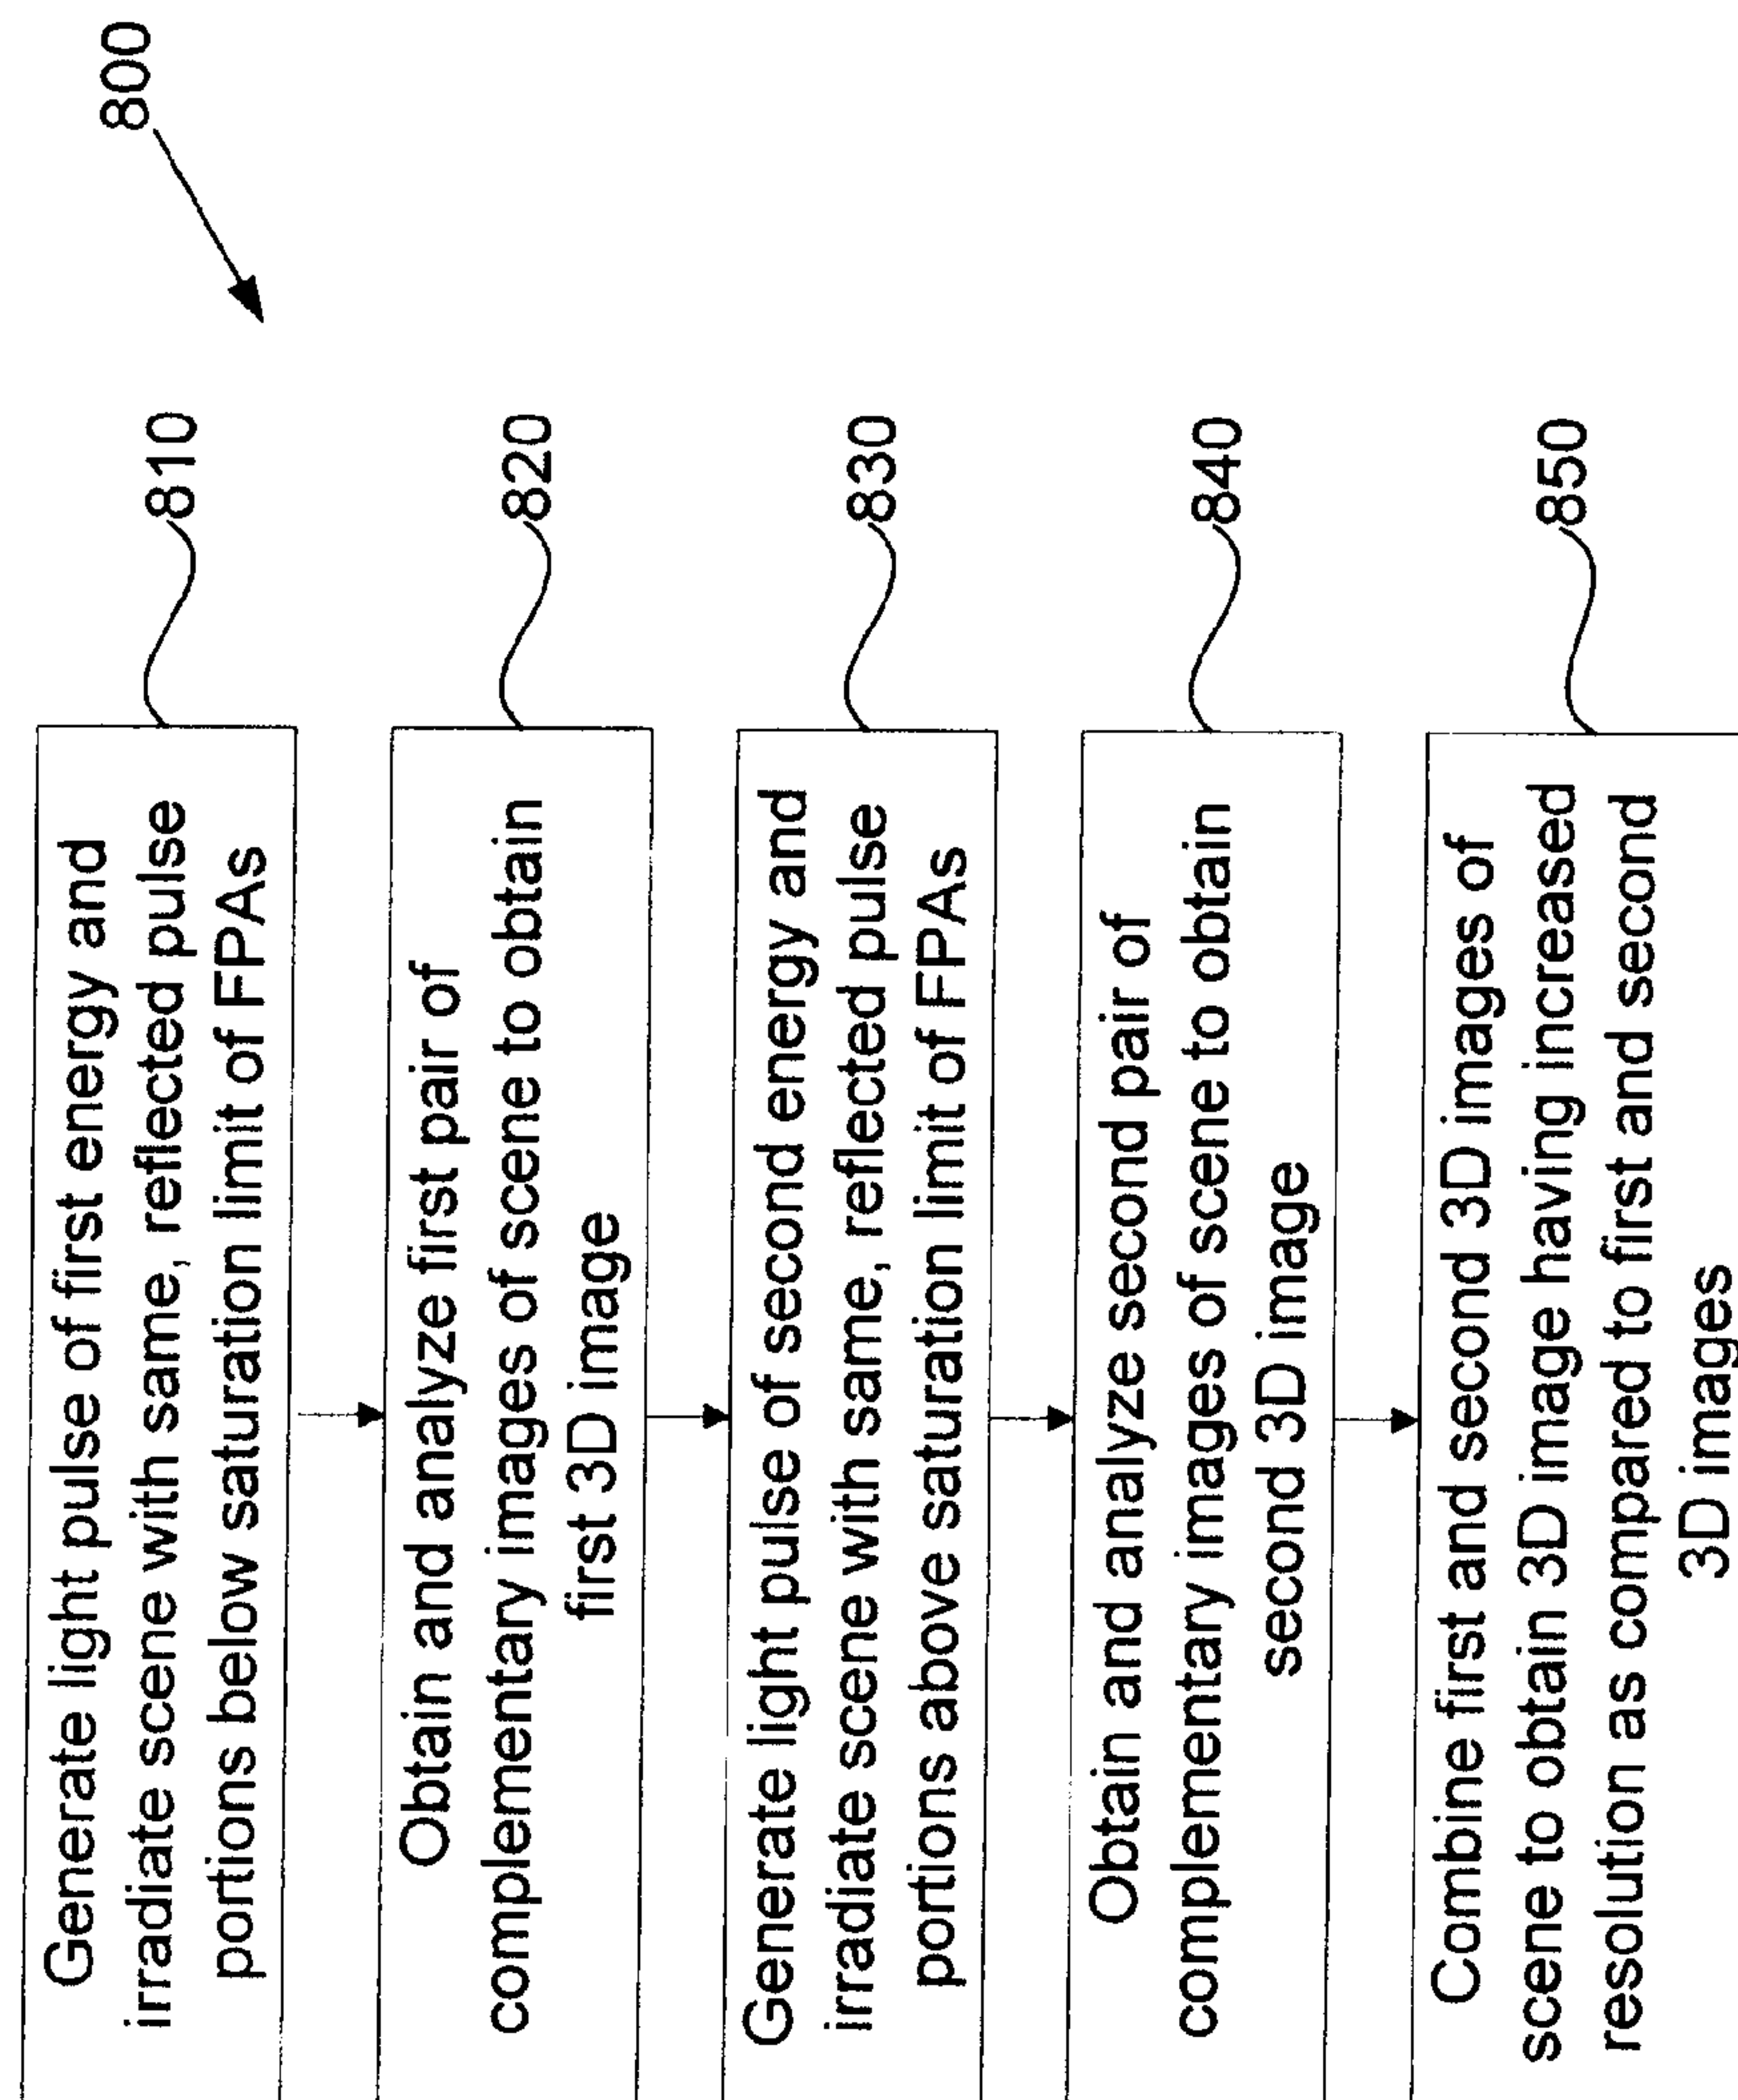 800
Generate light pulse of first energy and
irradiate scene with same, reflected pulse
portions below saturation limit of FPAs
810
Obtain and analyze first pair of
complementary images of scene to obtain
first 3D image
820
Generate light pulse of second energy and
irradiate scene with same, reflected pulse
portions above saturation limit of FPAs
830
Obtain and analyze second pair of
complementary images of scene to obtain
second 3D image
840
Combine first and second 3D images of
scene to obtain 3D image having increased
resolution as compared to first and second
3D images
850